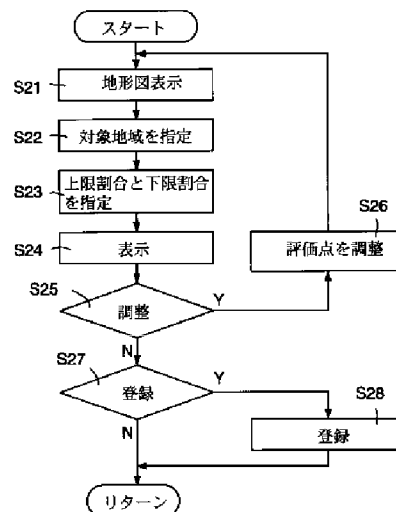 スタート
S21
地形図表示
S22
対象地域を指定
S23
上限割合と下限割合
を指定
S24
表示
S25
調整
Y
S26
評価点を調整
N
S27
登録
Y
S28
登録
N
リターン